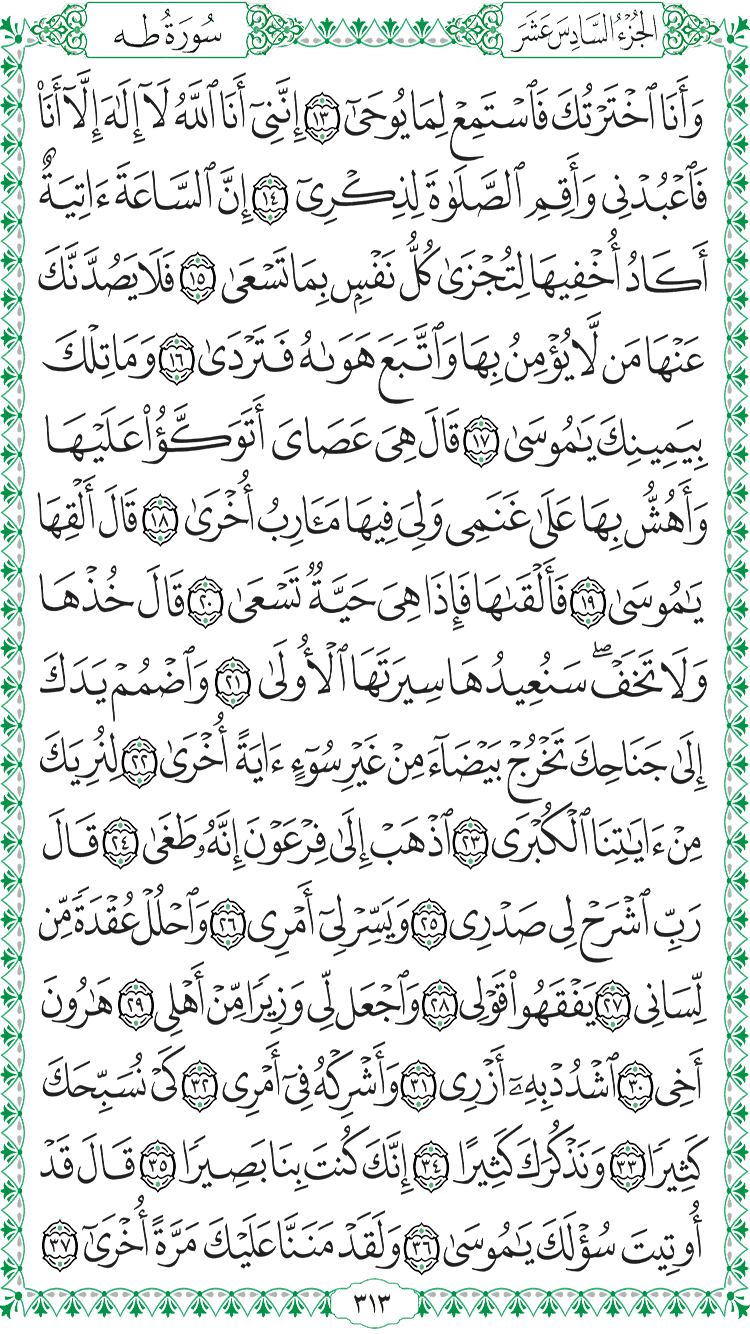 الجُزْءُ السَّادِسَ عَشَرَ
سُورَةُ طه
وَأَنَا ٱخْتَرْتُكَ فَٱسْتَمِعْ لِمَا يُوحَىٰٓ ١٣ إِنَّنِىٓ أَنَا ٱللَّهُ لَآ إِلَٰهَ إِلَّآ أَنَا۠
فَٱعْبُدْنِى وَأَقِمِ ٱلصَّلَوٰةَ لِذِكْرِىٓ ١٤ إِنَّ ٱلسَّاعَةَ ءَاتِيَةٌ
أَكَادُ أُخْفِيهَا لِتُجْزَىٰ كُلُّ نَفْسٍۭ بِمَا تَسْعَىٰ ١٥ فَلَا يَصُدَّنَّكَ
عَنْهَا مَن لَّا يُؤْمِنُ بِهَا وَٱتَّبَعَ هَوَىٰهُ فَتَرْدَىٰ ١٦ وَمَا تِلْكَ
بِيَمِينِكَ يَٰمُوسَىٰ ١٧ قَالَ هِىَ عَصَاىَ أَتَوَكَّؤُا۟ عَلَيْهَا
وَأَهُشُّ بِهَا عَلَىٰ غَنَمِى وَلِىَ فِيهَا مَـَٔارِبُ أُخْرَىٰ ١٨ قَالَ أَلْقِهَا
يَٰمُوسَىٰ ١٩ فَأَلْقَىٰهَا فَإِذَا هِىَ حَيَّةٌ تَسْعَىٰ ٢٠ قَالَ خُذْهَا
وَلَا تَخَفْ ۖ سَنُعِيدُهَا سِيرَتَهَا ٱلْأُولَىٰ ٢١ وَٱضْمُمْ يَدَكَ
إِلَىٰ جَنَاحِكَ تَخْرُجْ بَيْضَآءَ مِنْ غَيْرِ سُوٓءٍ ءَايَةً أُخْرَىٰ ٢٢ لِنُرِيَكَ
مِنْ ءَايَٰتِنَا ٱلْكُبْرَى ٢٣ ٱذْهَبْ إِلَىٰ فِرْعَوْنَ إِنَّهُۥ طَغَىٰ ٢٤ قَالَ
رَبِّ ٱشْرَحْ لِى صَدْرِى ٢٥ وَيَسِّرْ لِىٓ أَمْرِى ٢٦ وَٱحْلُلْ عُقْدَةً مِّن
لِّسَانِى ٢٧ يَفْقَهُوا۟ قَوْلِى ٢٨ وَٱجْعَل لِّى وَزِيرًا مِّنْ أَهْلِى ٢٩ هَٰرُونَ
أَخِى ٣٠ ٱشْدُدْ بِهِۦٓ أَزْرِى ٣١ وَأَشْرِكْهُ فِىٓ أَمْرِى ٣٢ كَىْ نُسَبِّحَكَ
كَثِيرًا ٣٣ وَنَذْكُرَكَ كَثِيرًا ٣٤ إِنَّكَ كُنتَ بِنَا بَصِيرًا ٣٥ قَالَ قَدْ
أُوتِيتَ سُؤْلَكَ يَٰمُوسَىٰ ٣٦ وَلَقَدْ مَنَنَّا عَلَيْكَ مَرَّةً أُخْرَىٰٓ ٣٧
٣١٣